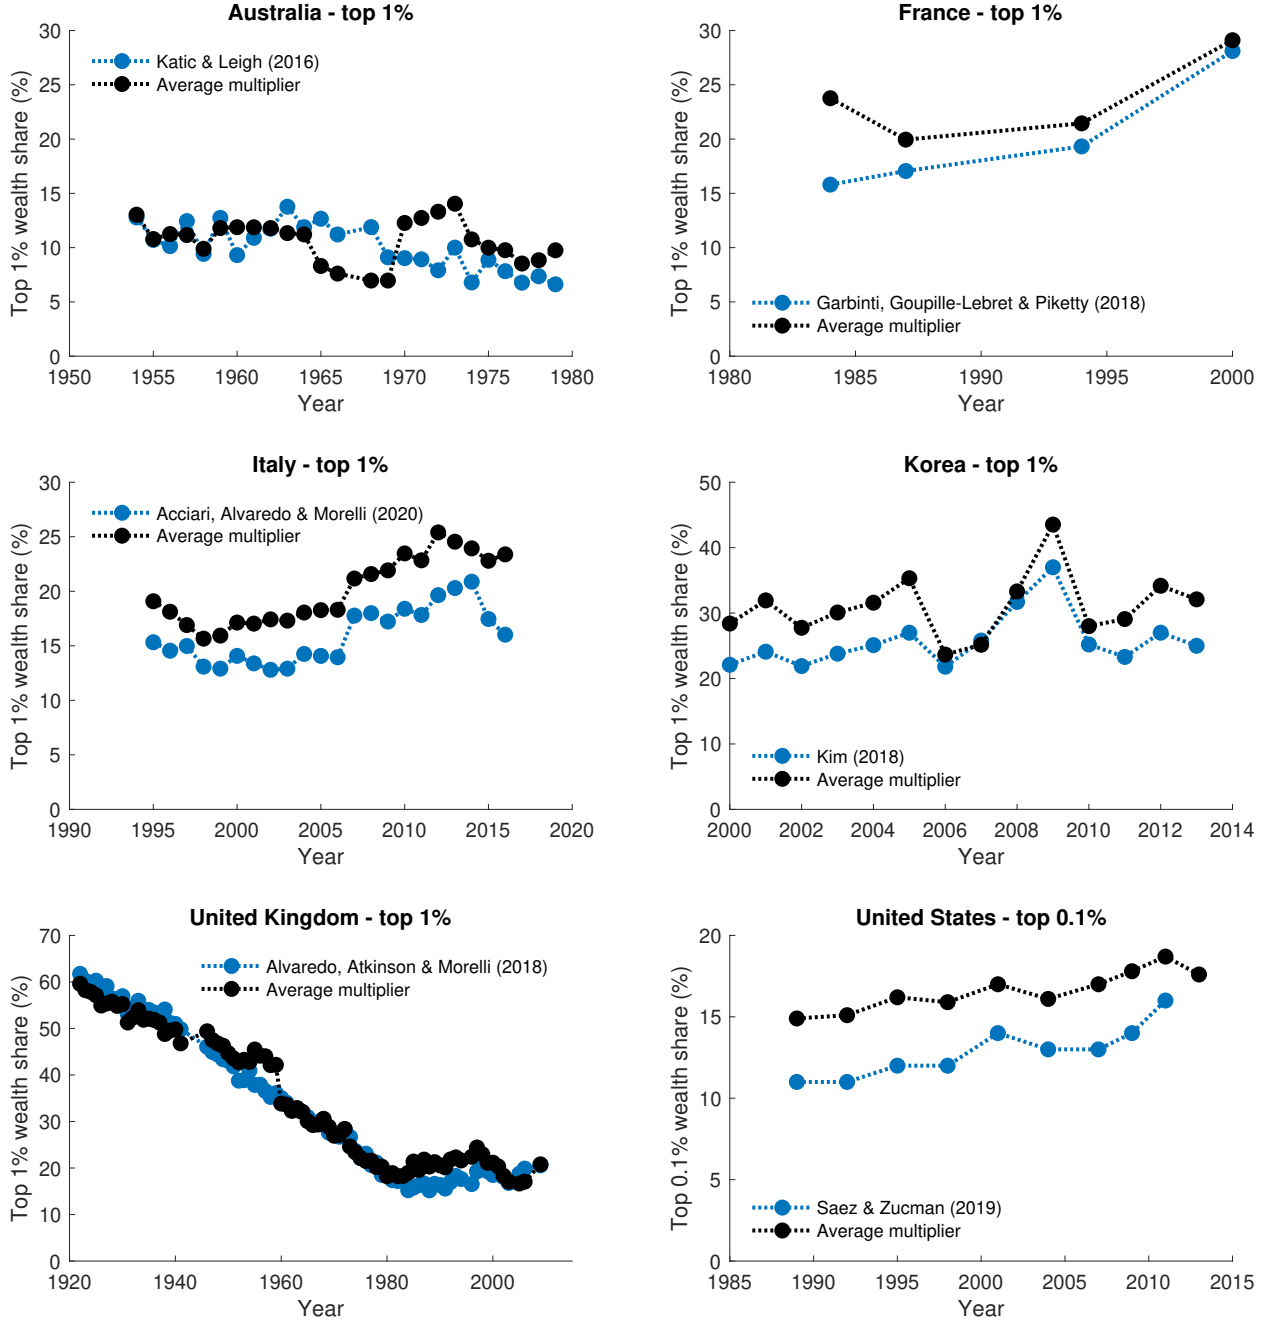 Australia - top 1%
30
25
20
15
10
5
0
Top 1% wealth share (%)
Katic & Leigh (2016)
Average multiplier
1950 1955 1960 1965 1970 1975 1980
Year
France - top 1%
30
25
20
15
10
5
0
Top 1% wealth share (%)
Garbinti, Goupille-Lebret & Piketty (2018)
Average multiplier
1980 1985 1990 1995 2000
Year
Italy - top 1%
30
25
20
15
10
5
0
Top 1% wealth share (%)
Acciari, Alvaredo & Morelli (2020)
Average multiplier
1990 1995 2000 2005 2010 2015 2020
Year
Korea - top 1%
50
40
30
20
10
0
Top 1% wealth share (%)
Kim (2018)
Average multiplier
2000 2002 2004 2006 2008 2010 2012 2014
Year
United Kingdom - top 1%
70
60
50
40
30
20
10
0
Top 1% wealth share (%)
Alvaredo, Atkinson & Morelli (2018)
Average multiplier
1920 1940 1960 1980 2000
Year
United States - top 0.1%
20
15
10
5
0
Top 0.1% wealth share (%)
Saez & Zucman (2019)
Average multiplier
1985 1990 1995 2000 2005 2010 2015
Year